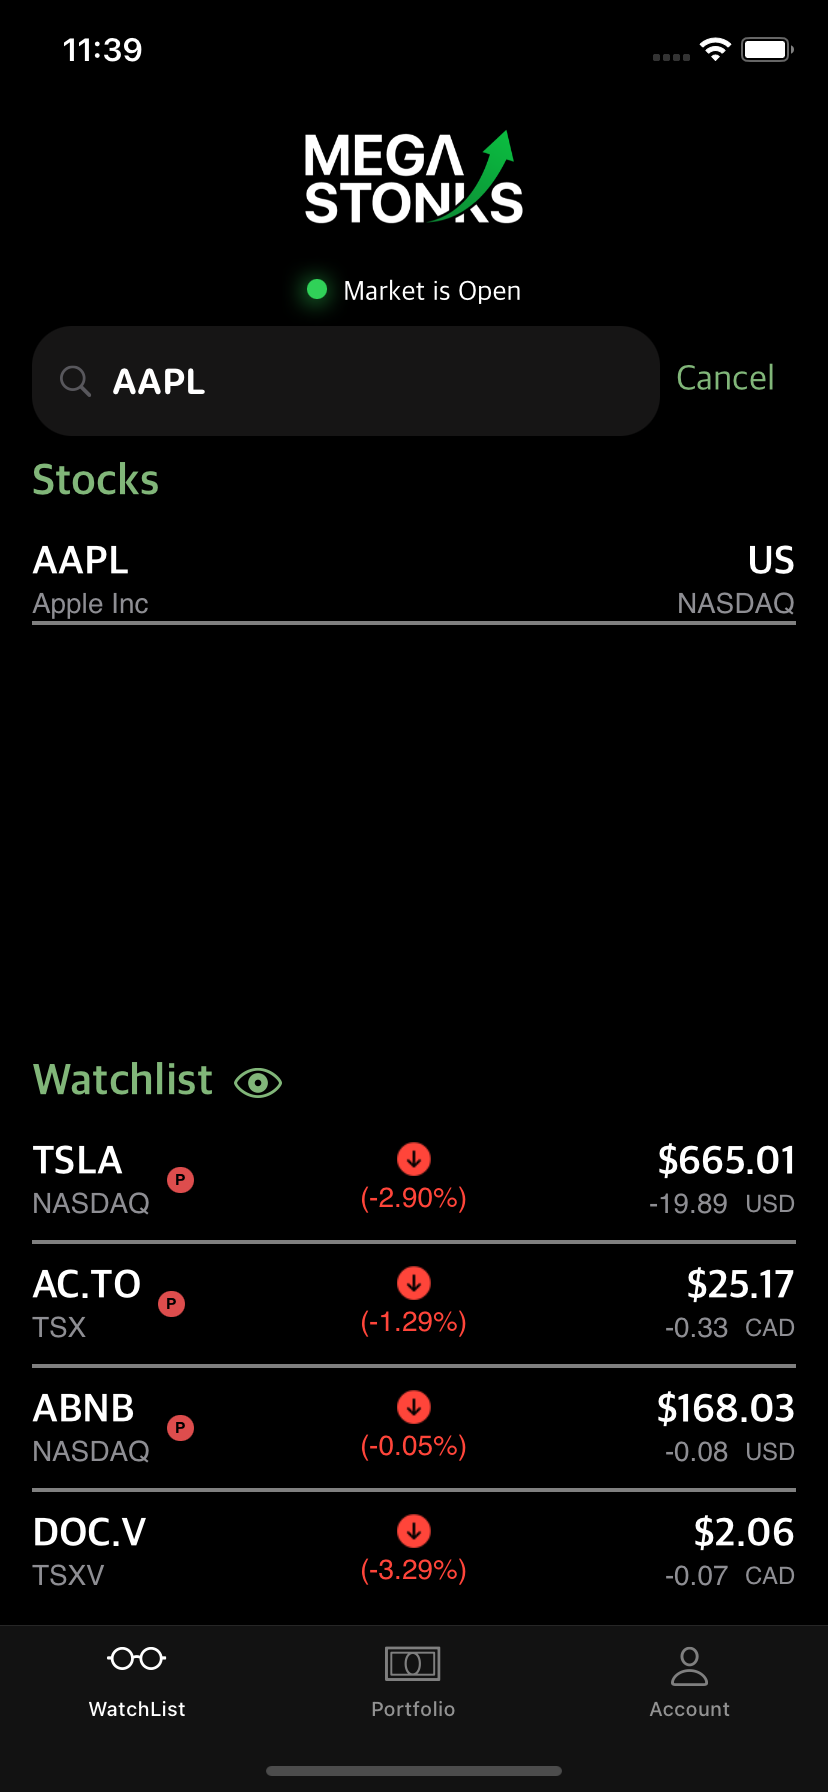 11:39
MEGA
STONKS
Market is Open
AAPL Cancel
Stocks
AAPL US
Apple Inc NASDAQ
Watchlist
TSLA P $665.01
NASDAQ (-2.90%) -19.89 USD
AC.TO P $25.17
TSX (-1.29%) -0.33 CAD
ABNB P $168.03
NASDAQ (-0.05%) -0.08 USD
DOC.V $2.06
TSXV (-3.29%) -0.07 CAD
WatchList Portfolio Account